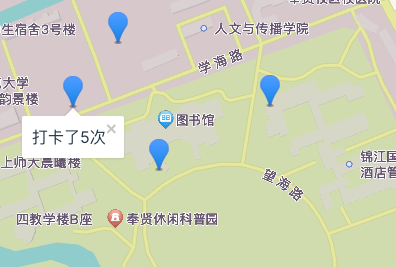 生宿舍3号楼
人文与传播学院
学海路
大学
韵景楼
图书馆
打卡了5次
上师大晨曦楼
锦江国
酒店管
望海路
四教学楼B座
奉贤休闲科普园